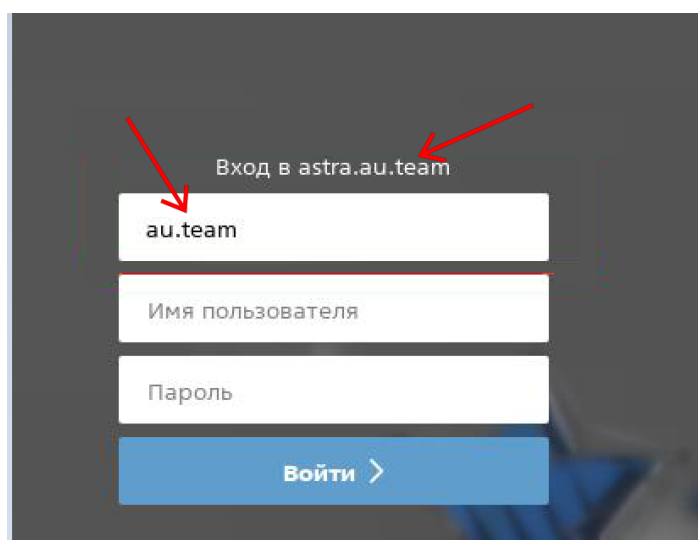 Вход в astra.au.team
au.team
Имя пользователя
Пароль
Войти